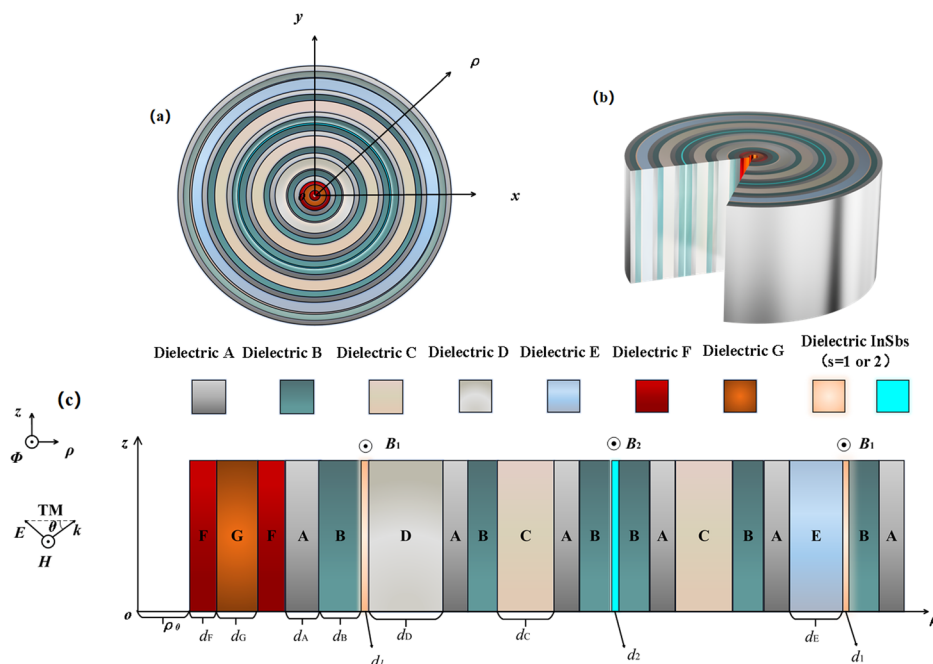 y
ρ
(a)
(b)
x
Dielectric A Dielectric B Dielectric C Dielectric D Dielectric E Dielectric F Dielectric G Dielectric InSbs
(s=1 or 2)
(c)
z
Φ
ρ
TM
E
θ
k
H
z
B1
B2
B1
F G F A B D A B C A B B A C B A E B A
o
ρ0
dF
dG
dA
dB
dD
dC
dE
d1
d2
d1